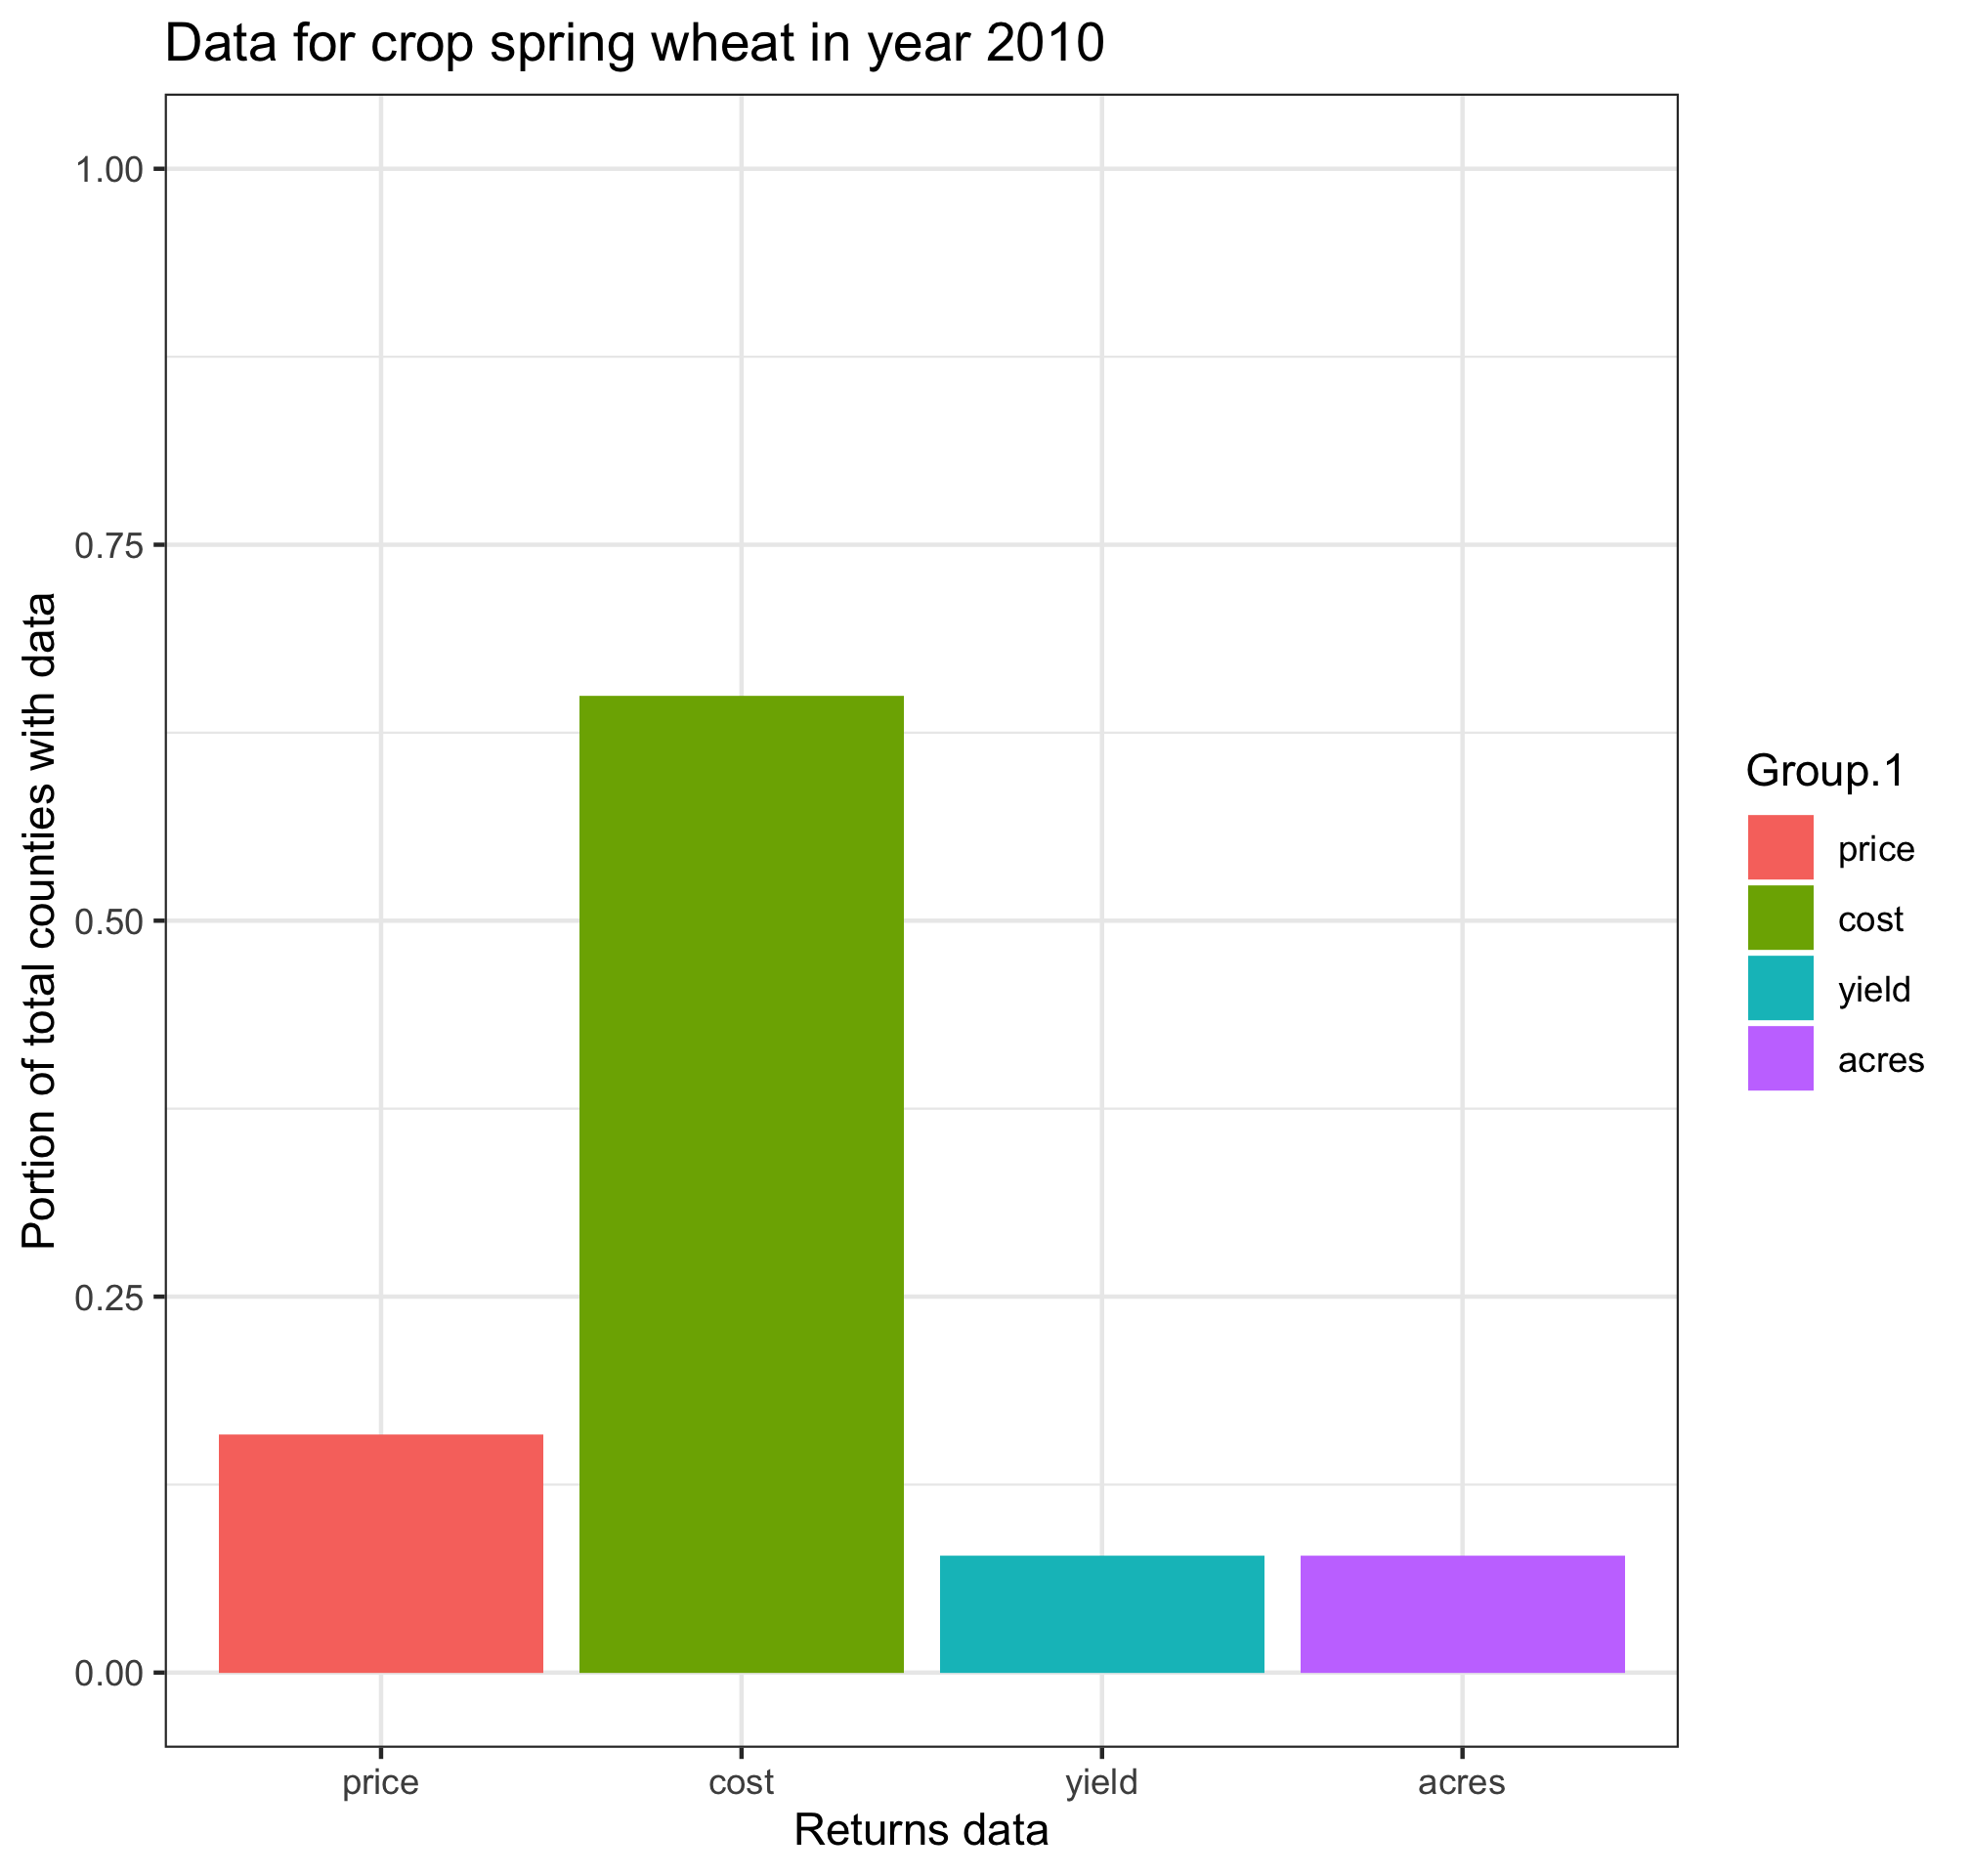 Data for crop spring wheat in year 2010
Portion of total counties with data
1.00
0.75
0.50
0.25
0.00
price
cost
yield
acres
Returns data
Group.1
price
cost
yield
acres